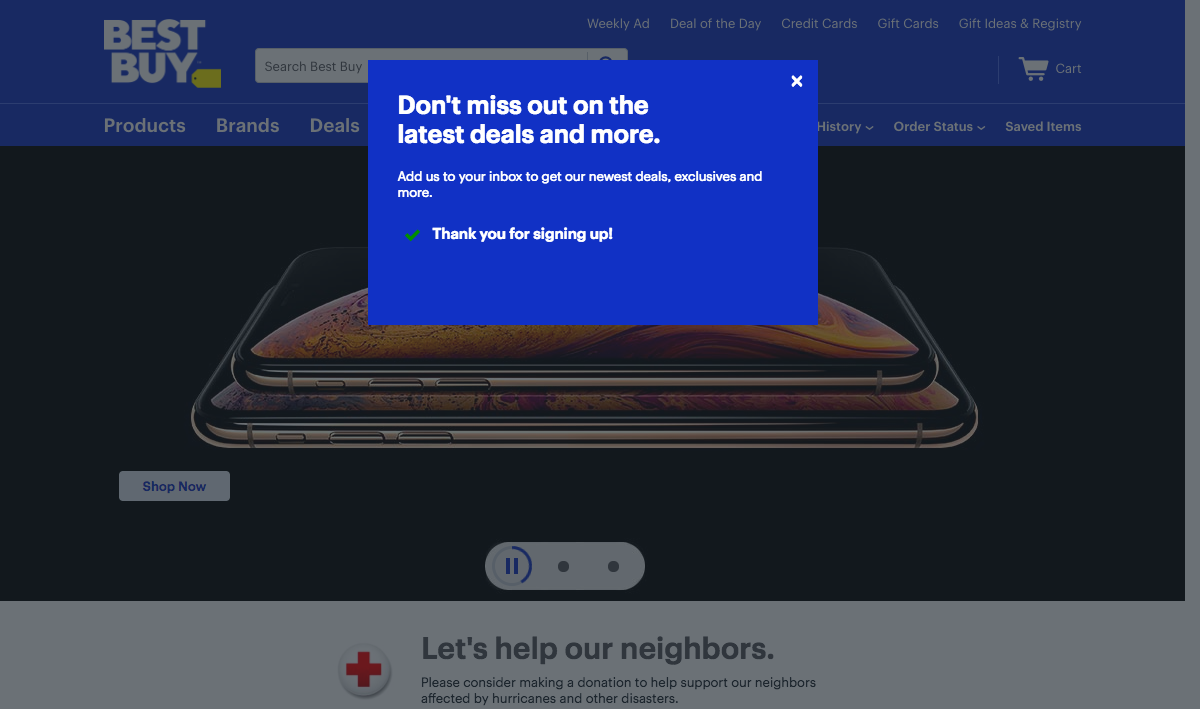 Weekly Ad Deal of the Day Credit Cards Gift Cards Gift Ideas & Registry
BEST
BUY
Search Best Buy
Cart
Products Brands Deals
History Order Status Saved Items
Don't miss out on the
latest deals and more.
Add us to your inbox to get our newest deals, exclusives and
more.
Thank you for signing up!
Shop Now
Let's help our neighbors.
Please consider making a donation to help support our neighbors
affected by hurricanes and other disasters.